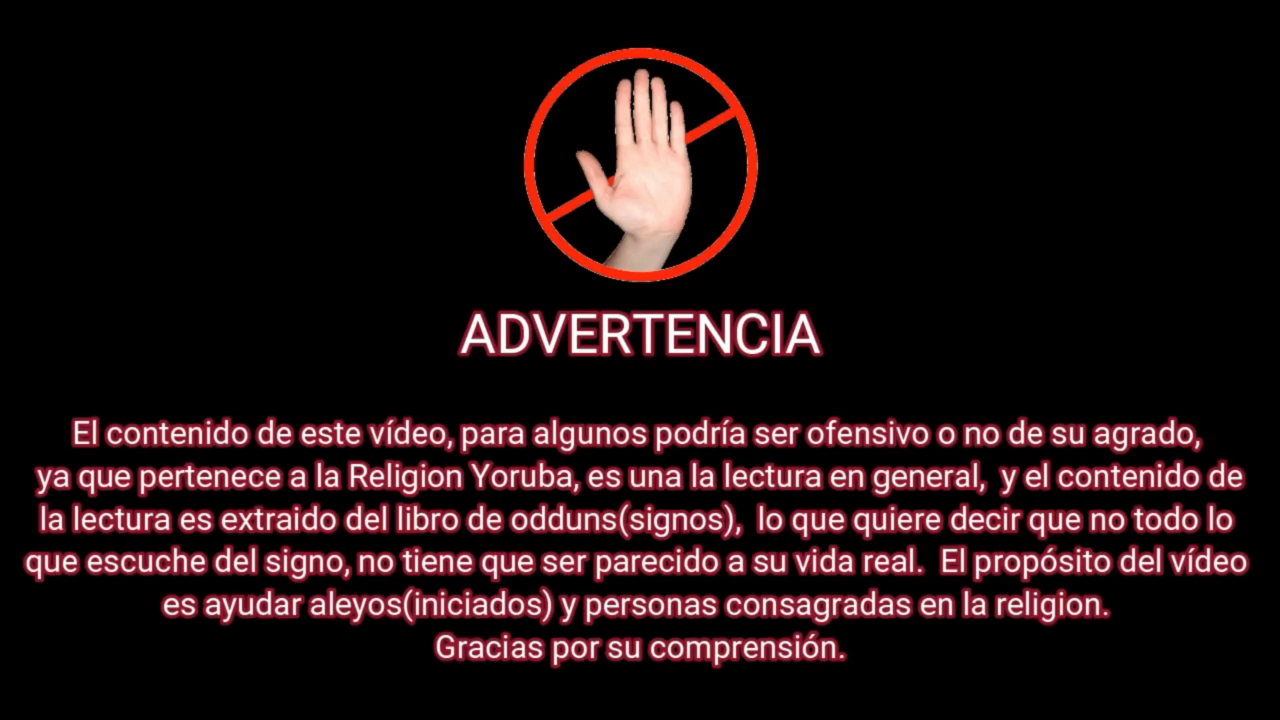 ADVERTENCIA
El contenido de este vídeo, para algunos podría ser ofensivo o no de su agrado,
ya que pertenece a la Religion Yoruba, es una la lectura en general,  y el contenido de
la lectura es extraido del libro de odduns(signos),  lo que quiere decir que no todo lo
que escuche del signo, no tiene que ser parecido a su vida real.  El propósito del vídeo
es ayudar aleyos(iniciados) y personas consagradas en la religion.
Gracias por su comprensión.